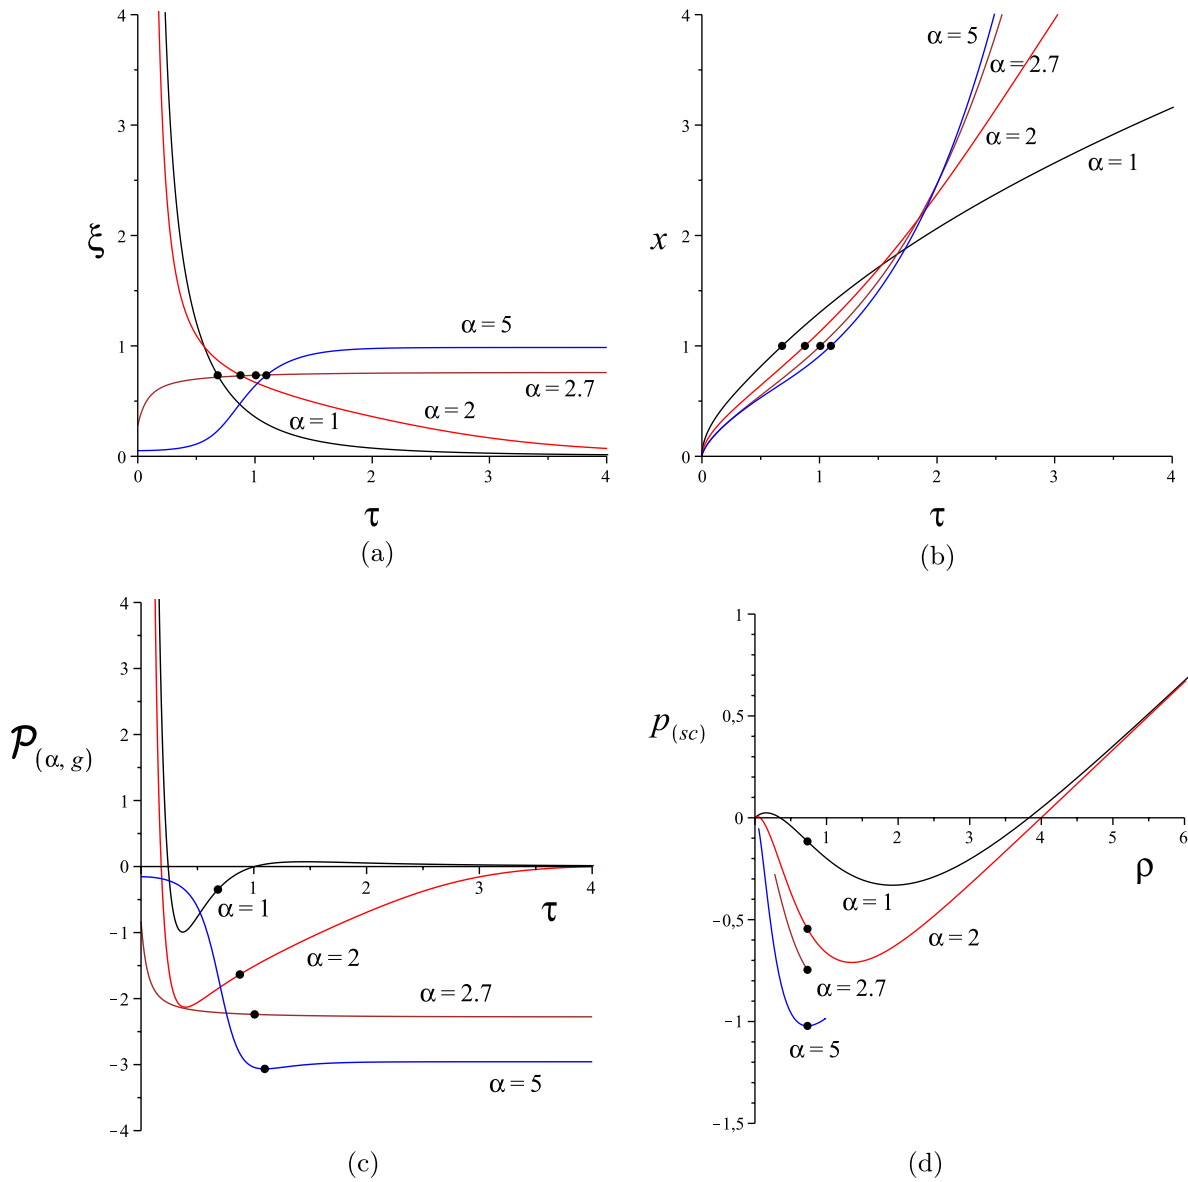 4
3
ξ
2
α = 5
1
α = 2.7
α = 2
α = 1
0
0 1 2 3 4
τ
(a)
4
α = 5
α = 2.7
3
α = 2
α = 1
x
2
1
0
0 1 2 3 4
τ
(b)
4
3
2
𝒫(α, g)
1
0
1 2 3 4
α = 1
τ
−1
α = 2
−2
α = 2.7
−3
α = 5
−4
(c)
1
p(sc)
0,5
0
1 2 3 4 5 6
ρ
α = 1
−0,5
α = 2
α = 2.7
−1
α = 5
−1,5
(d)